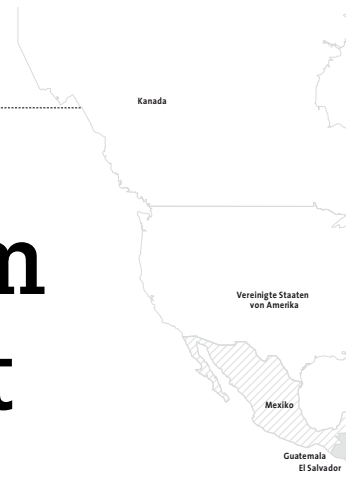 Kanada
m
Vereinigte Staaten
von Amerika
t
Mexiko
Guatemala
El Salvador